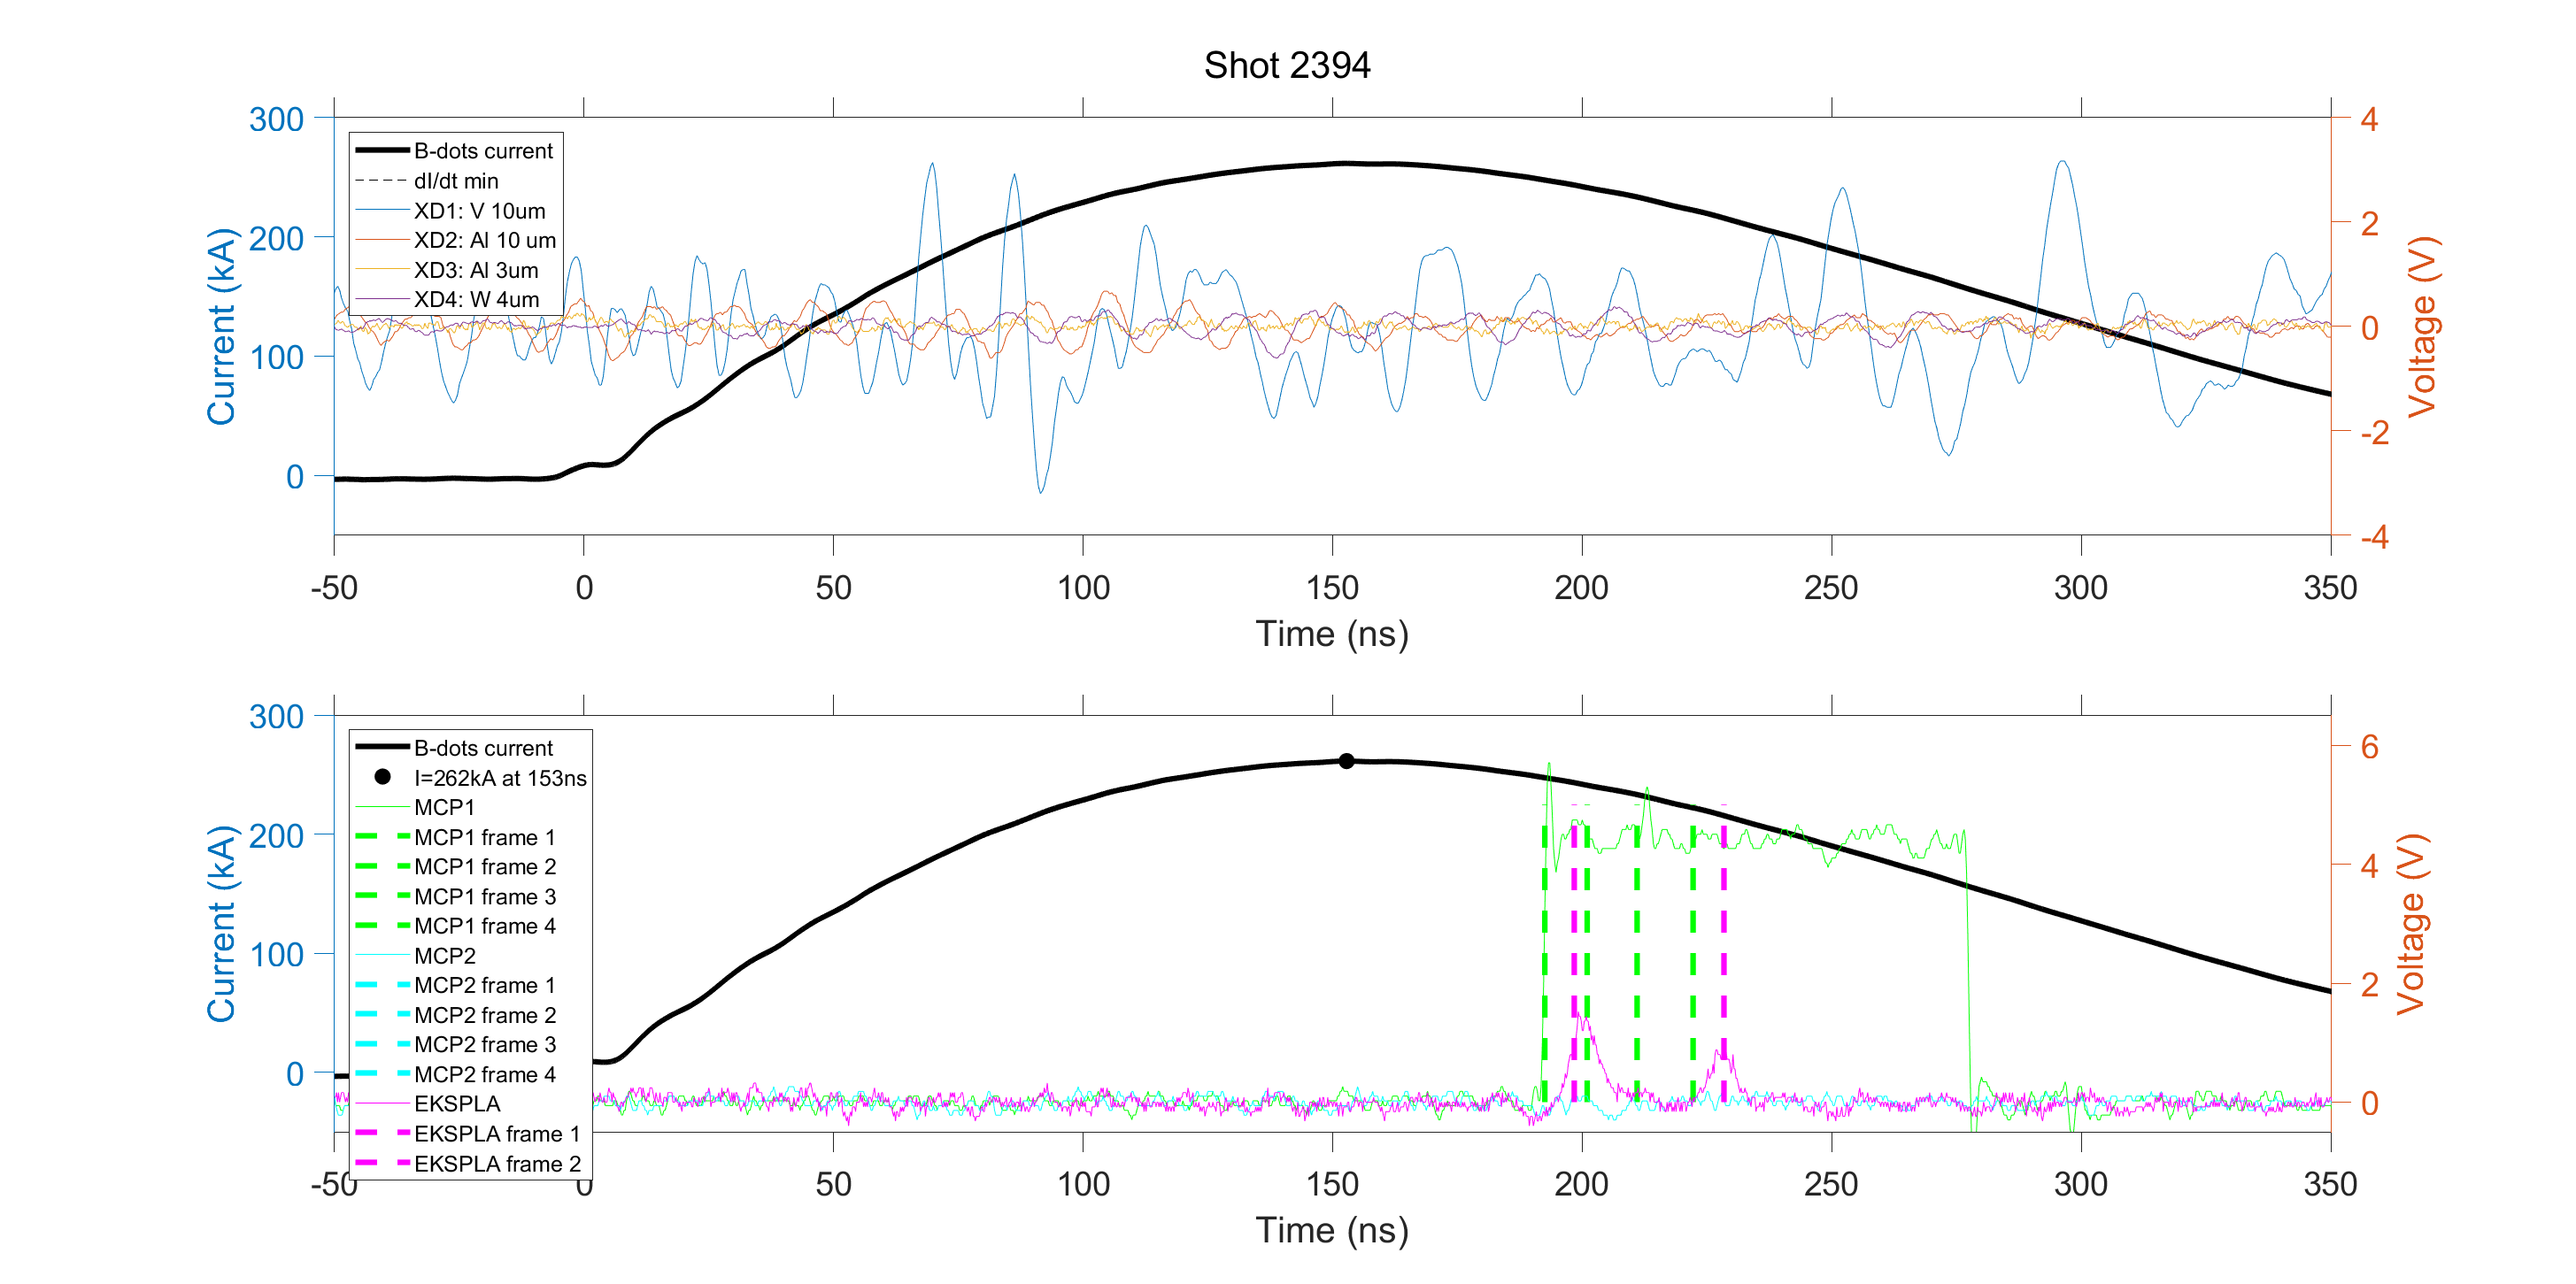 Shot 2394
300
200
100
0
Current (kA)
B-dots current
dI/dt min
XD1: V 10um
XD2: Al 10 um
XD3: Al 3um
XD4: W 4um
4
2
0
-2
-4
Voltage (V)
-50 0 50 100 150 200 250 300 350
Time (ns)
300
200
100
0
Current (kA)
B-dots current
I=262kA at 153ns
MCP1
MCP1 frame 1
MCP1 frame 2
MCP1 frame 3
MCP1 frame 4
MCP2
MCP2 frame 1
MCP2 frame 2
MCP2 frame 3
MCP2 frame 4
EKSPLA
EKSPLA frame 1
EKSPLA frame 2
6
4
2
0
Voltage (V)
-50 0 50 100 150 200 250 300 350
Time (ns)